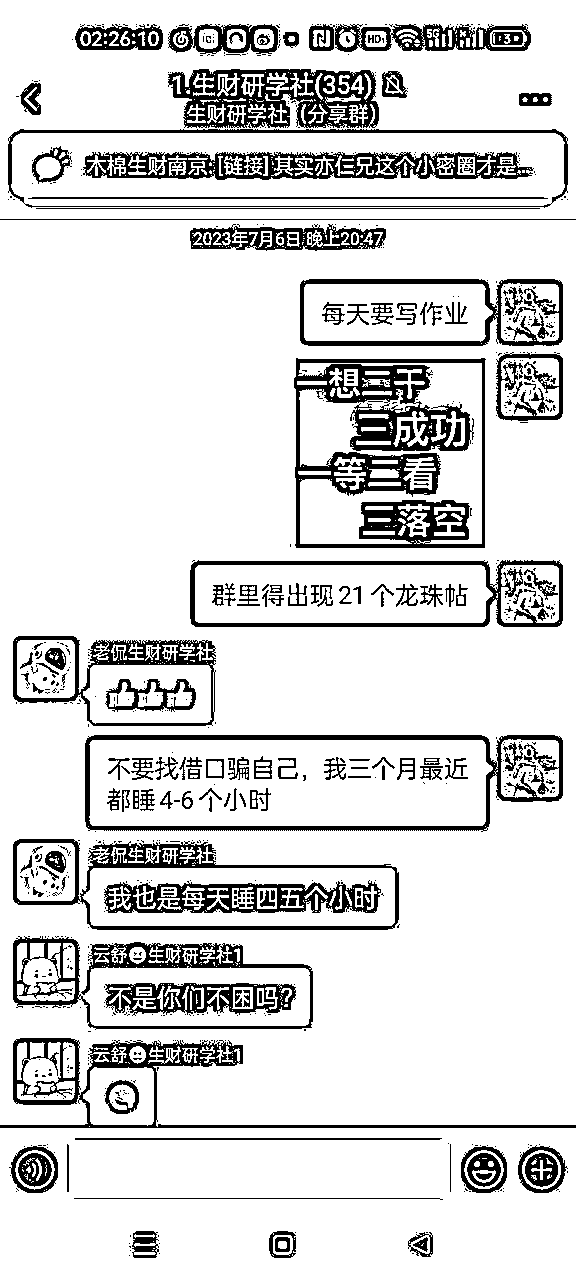 02:26:10
1.生财研学社(354)
生财研学社（分享群）
木棉生财南京: [链接] 其实亦仁兄这个小密圈才是...
2023年7月6日 晚上20:47
每天要写作业
一想二干
三成功
一等二看
三落空
群里得出现 21 个龙珠帖
老侃生财研学社
不要找借口骗自己，我三个月最近
都睡 4-6 个小时
老侃生财研学社
我也是每天睡四五个小时
云舒😄生财研学社1
不是你们不困吗？
云舒😄生财研学社1